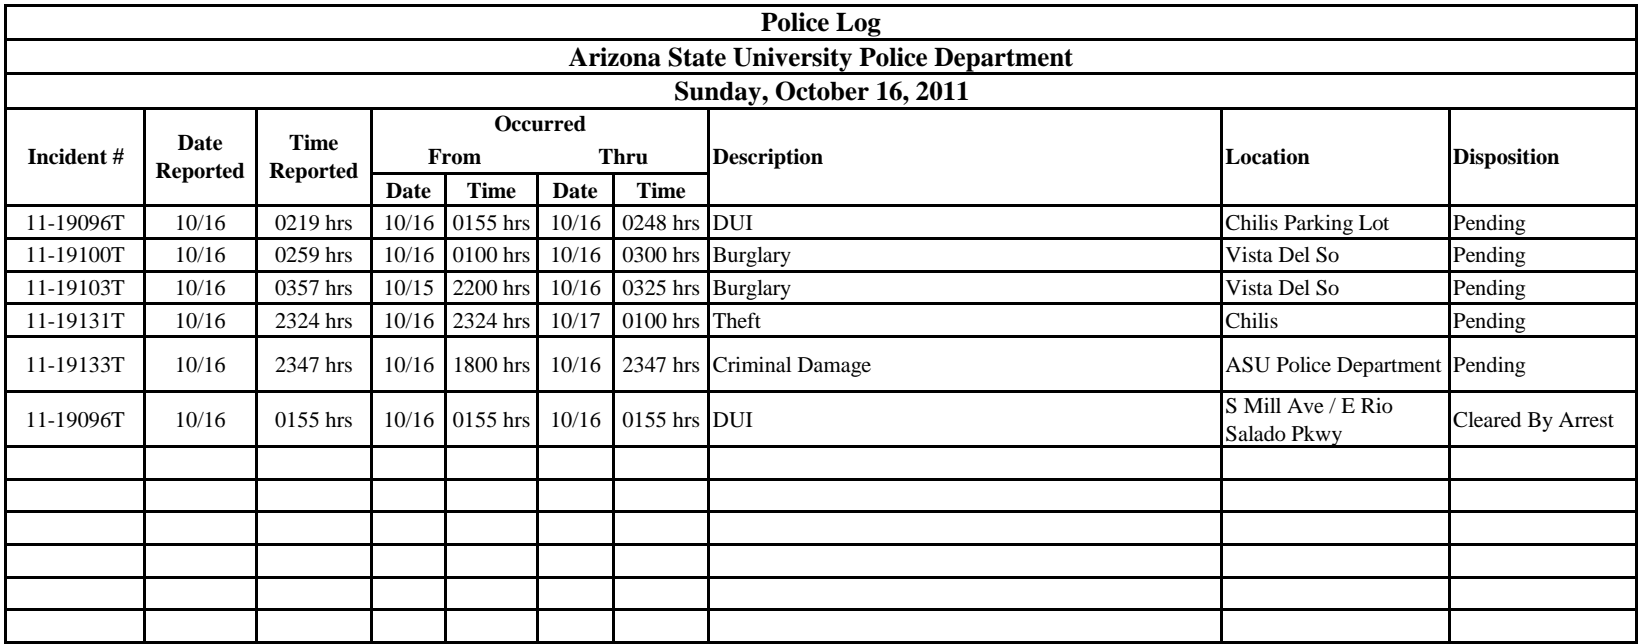 Police Log
Arizona State University Police Department
Sunday, October 16, 2011
Incident # Date Reported Time Reported Occurred Description Location Disposition
From Thru
Date Time Date Time
11-19096T 10/16 0219 hrs 10/16 0155 hrs 10/16 0248 hrs DUI Chilis Parking Lot Pending
11-19100T 10/16 0259 hrs 10/16 0100 hrs 10/16 0300 hrs Burglary Vista Del So Pending
11-19103T 10/16 0357 hrs 10/15 2200 hrs 10/16 0325 hrs Burglary Vista Del So Pending
11-19131T 10/16 2324 hrs 10/16 2324 hrs 10/17 0100 hrs Theft Chilis Pending
11-19133T 10/16 2347 hrs 10/16 1800 hrs 10/16 2347 hrs Criminal Damage ASU Police Department Pending
11-19096T 10/16 0155 hrs 10/16 0155 hrs 10/16 0155 hrs DUI S Mill Ave / E Rio Salado Pkwy Cleared By Arrest